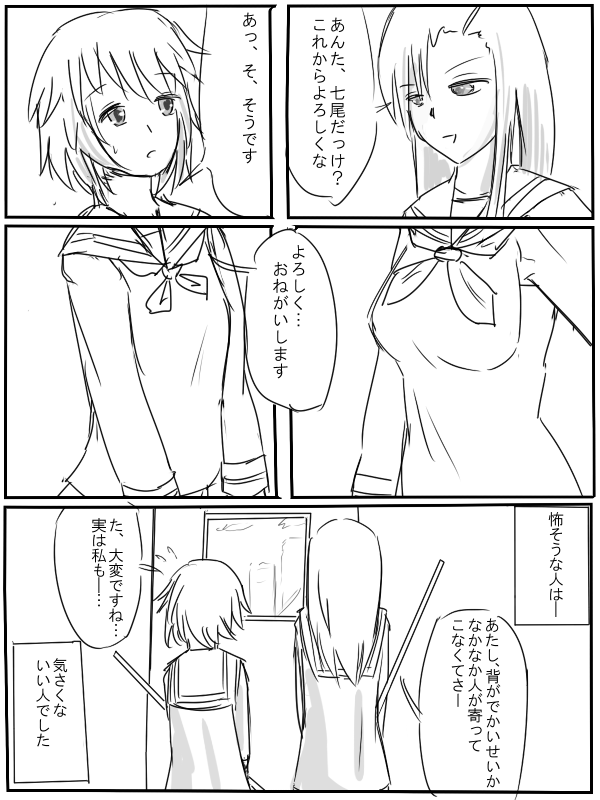 あんた、七尾だっけ？
これからよろしくな
あっ、そ、そうです
よろしく…
おねがいします
怖そうな人は―
あたし、背がでかいせいか
なかなか人が寄って
こなくてさー
た、大変ですね…
実は私も―…
気さくな
いい人でした